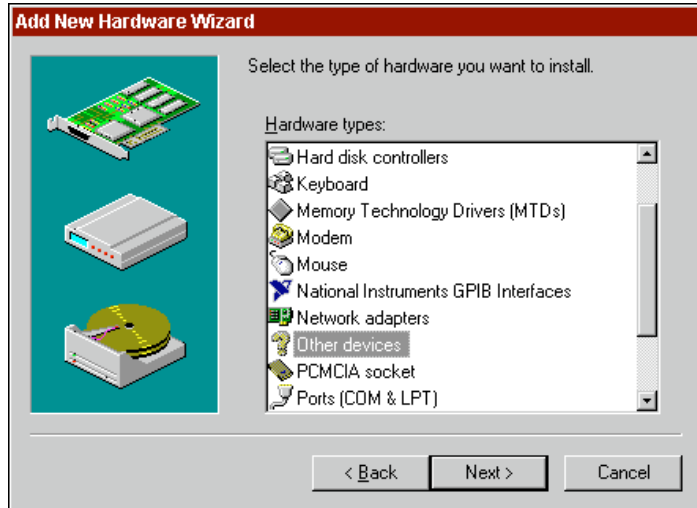 Add New Hardware Wizard
Select the type of hardware you want to install.
Hardware types:
Hard disk controllers
Keyboard
Memory Technology Drivers (MTDs)
Modem
Mouse
National Instruments GPIB Interfaces
Network adapters
Other devices
PCMCIA socket
Ports (COM & LPT)
< Back Next > Cancel